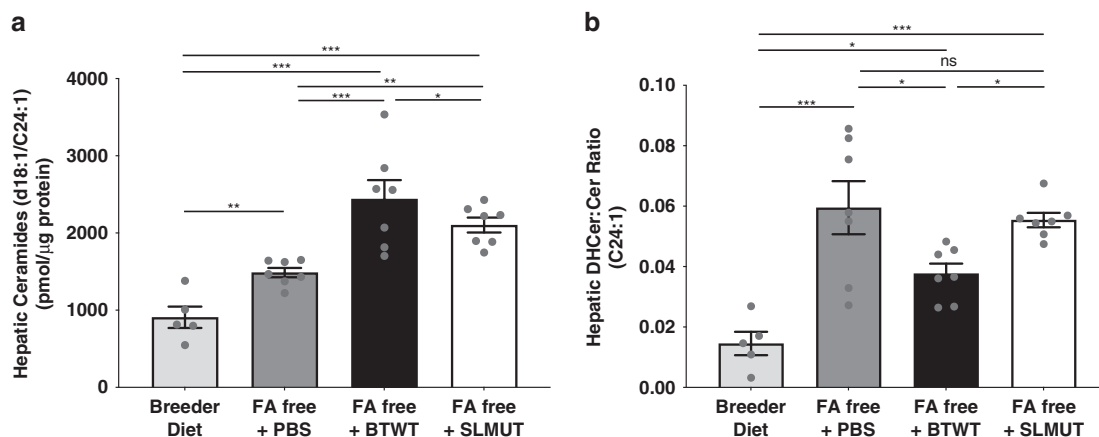 a
***
***
**
***
*
**
4000
3000
2000
1000
0
Hepatic Ceramides (d18:1/C24:1)
(pmol/µg protein)
Breeder
Diet
FA free
+ PBS
FA free
+ BTWT
FA free
+ SLMUT
b
***
*
ns
*
*
***
0.10
0.08
0.06
0.04
0.02
0.00
Hepatic DHCer:Cer Ratio
(C24:1)
Breeder
Diet
FA free
+ PBS
FA free
+ BTWT
FA free
+ SLMUT